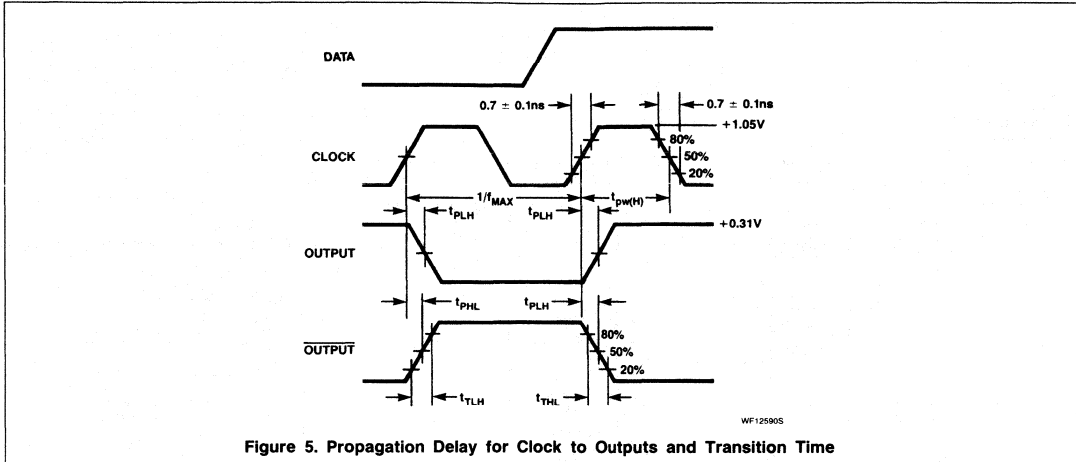 DATA
0.7 ± 0.1ns
0.7 ± 0.1ns
+1.05V
80%
CLOCK
50%
20%
1/fMAX
tpw(H)
tPLH
tPLH
+0.31V
OUTPUT
tPHL
tPLH
80%
OUTPUT
50%
20%
tTLH
tTHL
WF12590S
Figure 5. Propagation Delay for Clock to Outputs and Transition Time